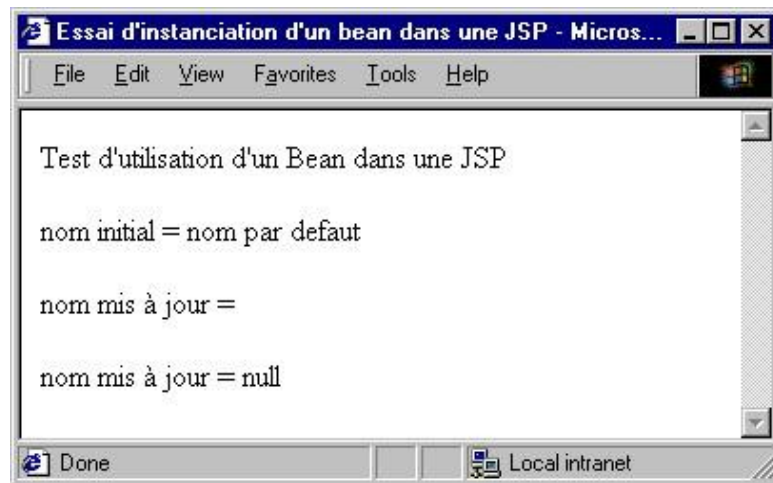 Essai d'instanciation d'un bean dans une JSP - Micros...
File Edit View Favorites Tools Help
Test d'utilisation d'un Bean dans une JSP
nom initial = nom par defaut
nom mis à jour =
nom mis à jour = null
Done Local intranet